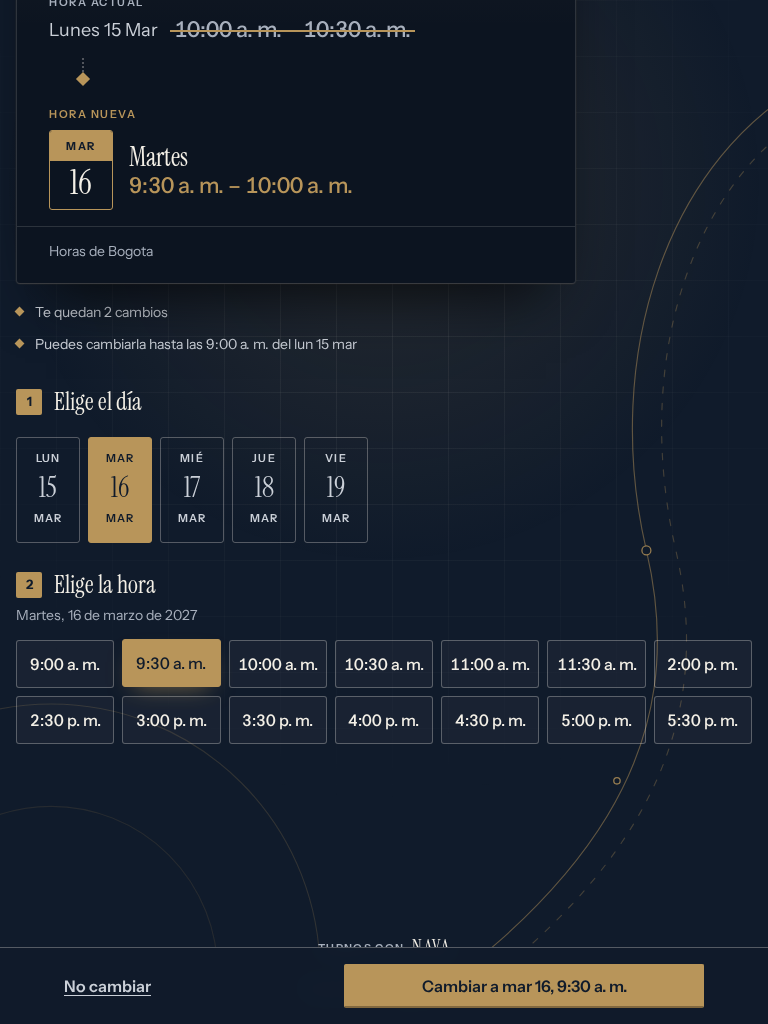 HORA ACTUAL
Lunes 15 Mar 10:00 a. m. – 10:30 a. m.
HORA NUEVA
MAR
16
Martes
9:30 a. m. – 10:00 a. m.
Horas de Bogota
Te quedan 2 cambios
Puedes cambiarla hasta las 9:00 a. m. del lun 15 mar
1 Elige el día
LUN MAR MIÉ JUE VIE
15 16 17 18 19
MAR MAR MAR MAR MAR
2 Elige la hora
Martes, 16 de marzo de 2027
9:00 a. m. 9:30 a. m. 10:00 a. m. 10:30 a. m. 11:00 a. m. 11:30 a. m. 2:00 p. m.
2:30 p. m. 3:00 p. m. 3:30 p. m. 4:00 p. m. 4:30 p. m. 5:00 p. m. 5:30 p. m.
TURNOS CON NAVA
No cambiar Cambiar a mar 16, 9:30 a. m.